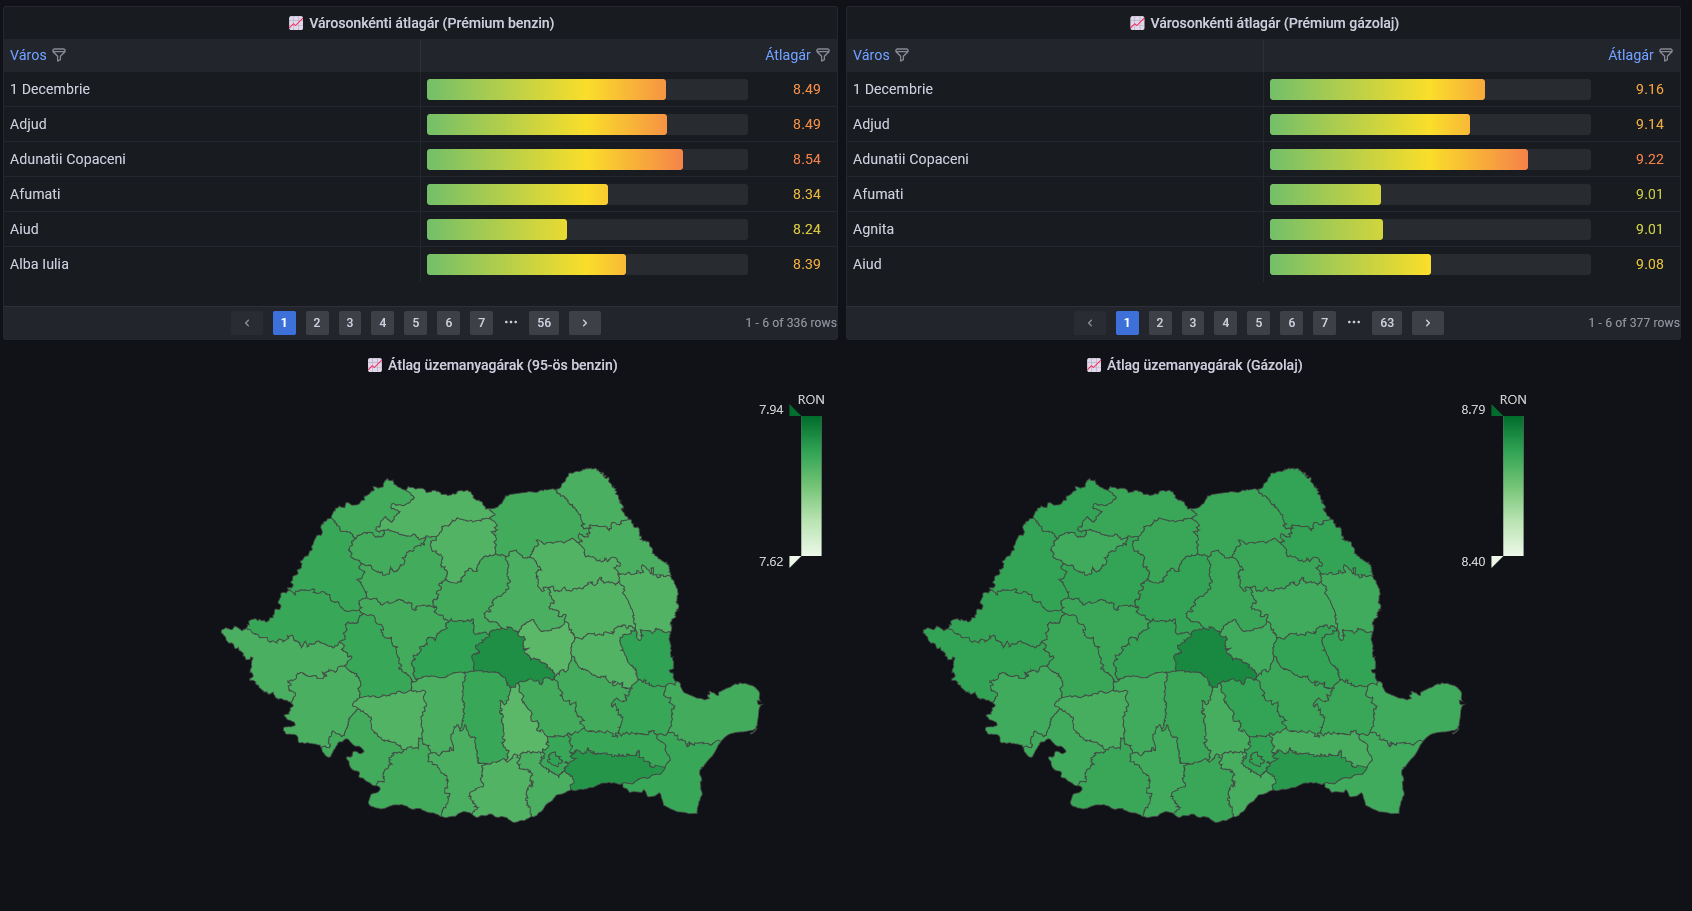 📈 Városonkénti átlagár (Prémium benzin)
Város Átlagár
1 Decembrie 8.49
Adjud 8.49
Adunatii Copaceni 8.54
Afumati 8.34
Aiud 8.24
Alba Iulia 8.39
‹ 1 2 3 4 5 6 7 ··· 56 › 1 - 6 of 336 rows
📈 Városonkénti átlagár (Prémium gázolaj)
Város Átlagár
1 Decembrie 9.16
Adjud 9.14
Adunatii Copaceni 9.22
Afumati 9.01
Agnita 9.01
Aiud 9.08
‹ 1 2 3 4 5 6 7 ··· 63 › 1 - 6 of 377 rows
📈 Átlag üzemanyagárak (95-ös benzin)
RON
7.94
7.62
📈 Átlag üzemanyagárak (Gázolaj)
RON
8.79
8.40